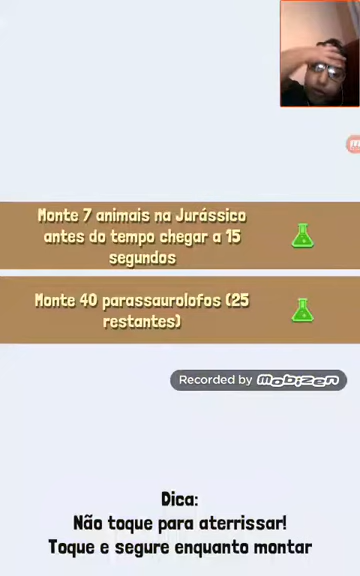 Monte 7 animais na Jurássico
antes do tempo chegar a 15
segundos
Monte 40 parassaurolofos (25
restantes)
Recorded by mobizen
Dica:
Não toque para aterrissar!
Toque e segure enquanto montar